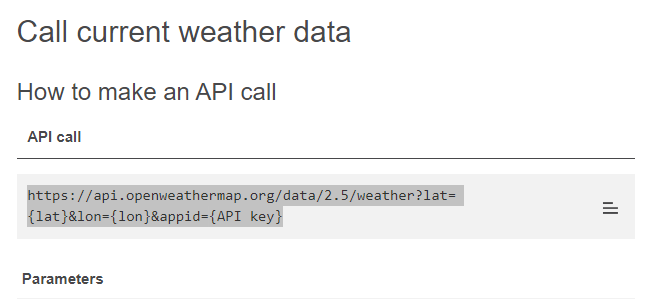 Call current weather data
How to make an API call
API call
https://api.openweathermap.org/data/2.5/weather?lat=
{lat}&lon={lon}&appid={API key}
Parameters